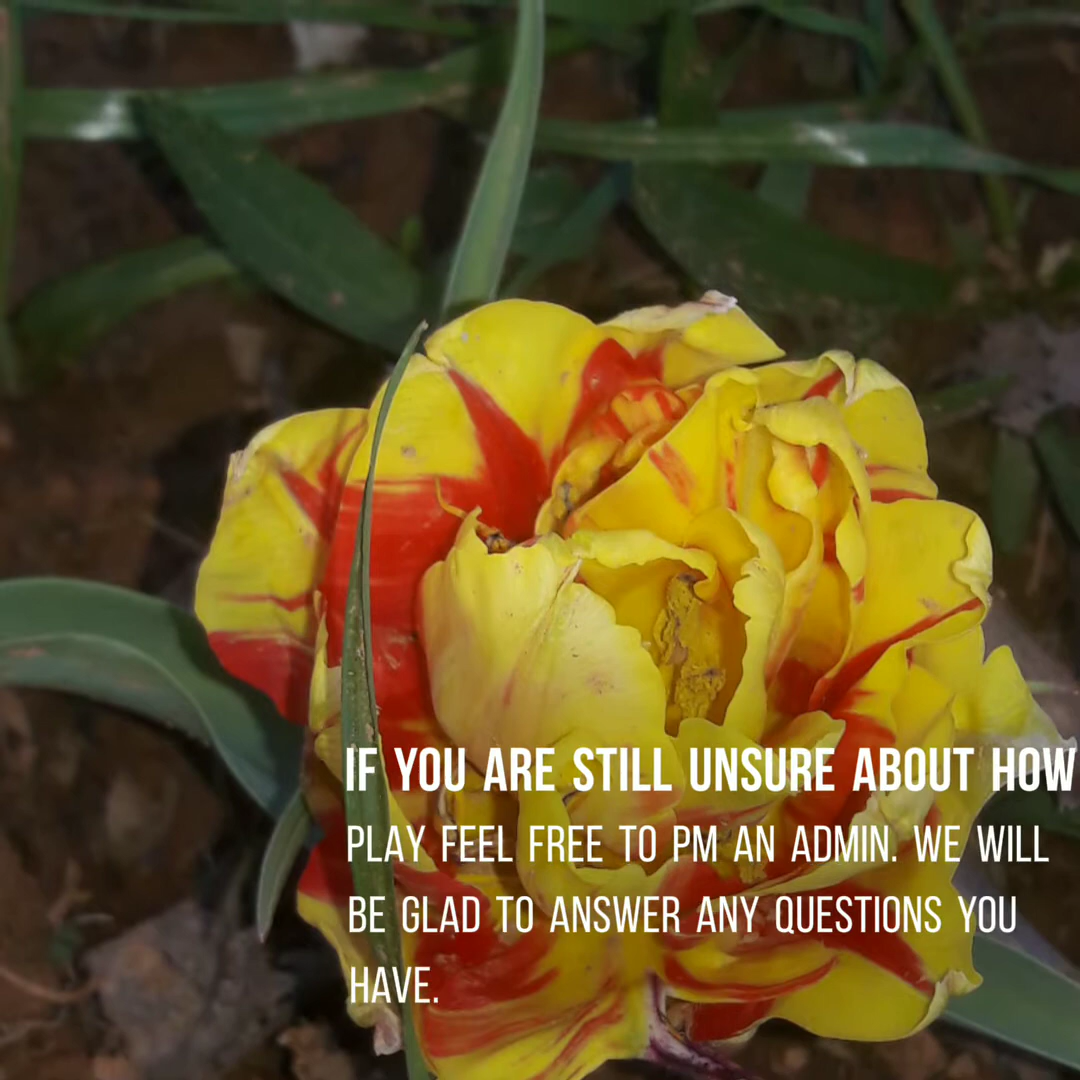 IF YOU ARE STILL UNSURE ABOUT HOW
PLAY FEEL FREE TO PM AN ADMIN. WE WILL
BE GLAD TO ANSWER ANY QUESTIONS YOU
HAVE.